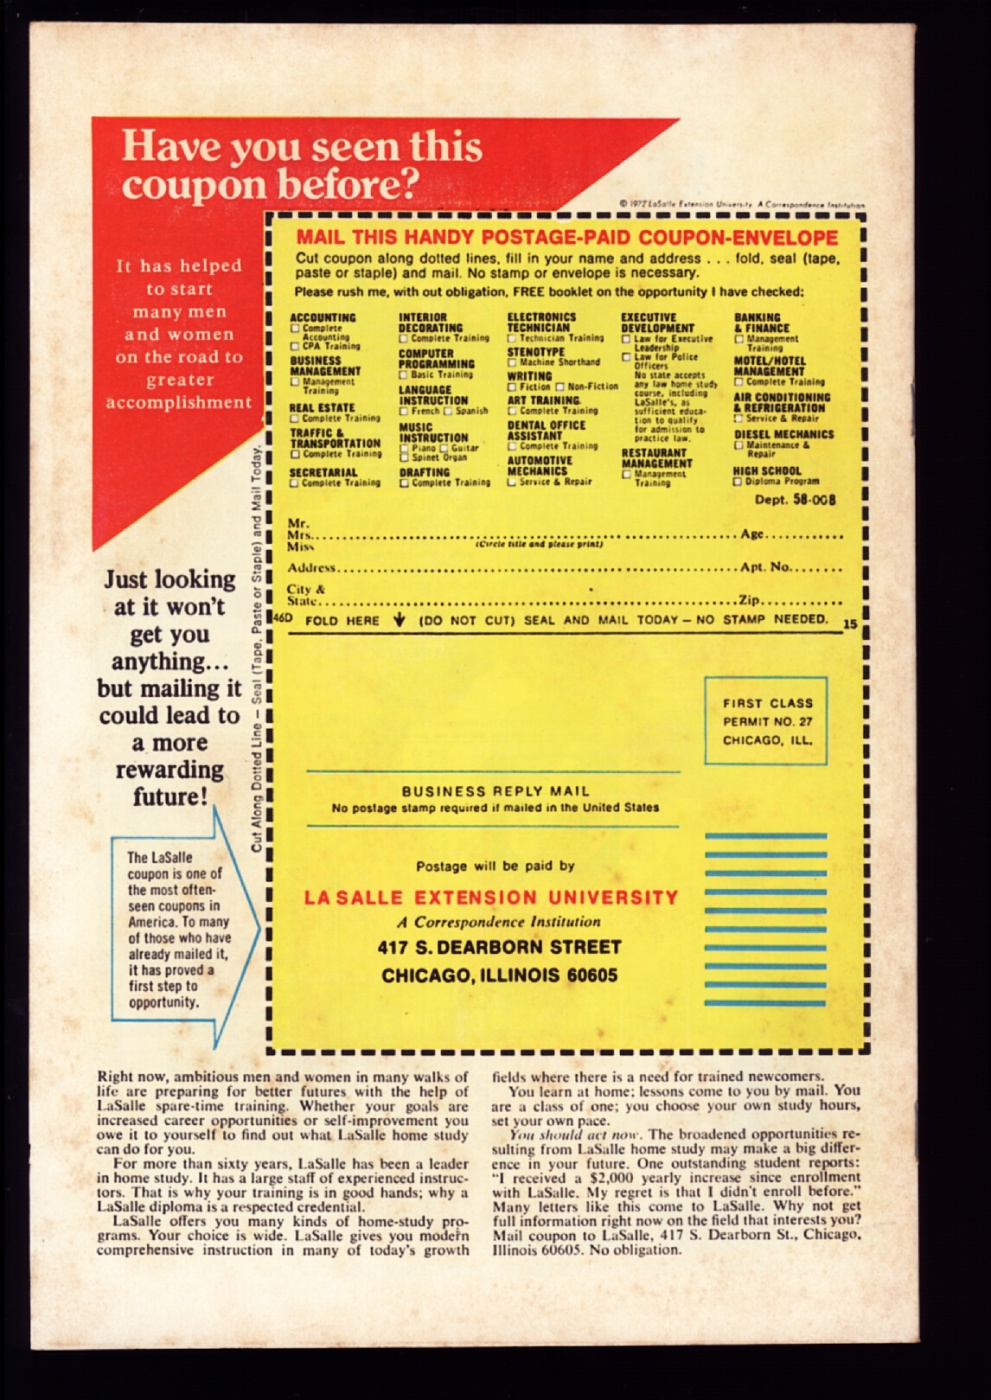 Have you seen this
coupon before?
It has helped
to start
many men
and women
on the road to
greater
accomplishment
© 1972 LaSalle Extension University A Correspondence Institution
MAIL THIS HANDY POSTAGE-PAID COUPON-ENVELOPE
Cut coupon along dotted lines, fill in your name and address . . . fold, seal (tape,
paste or staple) and mail. No stamp or envelope is necessary.
Please rush me, with out obligation, FREE booklet on the opportunity I have checked:
ACCOUNTING
☐ Complete
Accounting
☐ CPA Training
BUSINESS
MANAGEMENT
☐ Management
Training
REAL ESTATE
☐ Complete Training
TRAFFIC &
TRANSPORTATION
☐ Complete Training
SECRETARIAL
☐ Complete Training
INTERIOR
DECORATING
☐ Complete Training
COMPUTER
PROGRAMMING
☐ Basic Training
LANGUAGE
INSTRUCTION
☐ French ☐ Spanish
MUSIC
INSTRUCTION
☐ Piano ☐ Guitar
☐ Spinet Organ
DRAFTING
☐ Complete Training
ELECTRONICS
TECHNICIAN
☐ Technician Training
STENOTYPE
☐ Machine Shorthand
WRITING
☐ Fiction ☐ Non-Fiction
ART TRAINING
☐ Complete Training
DENTAL OFFICE
ASSISTANT
☐ Complete Training
AUTOMOTIVE
MECHANICS
☐ Service & Repair
EXECUTIVE
DEVELOPMENT
☐ Law for Executive
Leadership
☐ Law for Police
Officers
No state accepts
any law home study
course, including
LaSalle's, as
sufficient educa-
tion to qualify
for admission to
practice law.
RESTAURANT
MANAGEMENT
☐ Management
Training
BANKING
& FINANCE
☐ Management
Training
MOTEL/HOTEL
MANAGEMENT
☐ Complete Training
AIR CONDITIONING
& REFRIGERATION
☐ Service & Repair
DIESEL MECHANICS
☐ Maintenance &
Repair
HIGH SCHOOL
☐ Diploma Program
Dept. 58-008
Mr.
Mrs. Age
Miss (Circle title and please print)
Address Apt. No.
City &
State Zip
46D FOLD HERE ↓ (DO NOT CUT) SEAL AND MAIL TODAY — NO STAMP NEEDED. 15
Cut Along Dotted Line — Seal (Tape, Paste or Staple) and Mail Today.
Just looking
at it won't
get you
anything...
but mailing it
could lead to
a more
rewarding
future!
The LaSalle
coupon is one of
the most often-
seen coupons in
America. To many
of those who have
already mailed it,
it has proved a
first step to
opportunity.
FIRST CLASS
PERMIT NO. 27
CHICAGO, ILL.
BUSINESS REPLY MAIL
No postage stamp required if mailed in the United States
Postage will be paid by
LA SALLE EXTENSION UNIVERSITY
A Correspondence Institution
417 S. DEARBORN STREET
CHICAGO, ILLINOIS 60605
Right now, ambitious men and women in many walks of
life are preparing for better futures with the help of
LaSalle spare-time training. Whether your goals are
increased career opportunities or self-improvement you
owe it to yourself to find out what LaSalle home study
can do for you.
For more than sixty years, LaSalle has been a leader
in home study. It has a large staff of experienced instruc-
tors. That is why your training is in good hands; why a
LaSalle diploma is a respected credential.
LaSalle offers you many kinds of home-study pro-
grams. Your choice is wide. LaSalle gives you modern
comprehensive instruction in many of today's growth
fields where there is a need for trained newcomers.
You learn at home; lessons come to you by mail. You
are a class of one; you choose your own study hours,
set your own pace.
You should act now. The broadened opportunities re-
sulting from LaSalle home study may make a big differ-
ence in your future. One outstanding student reports:
"I received a $2,000 yearly increase since enrollment
with LaSalle. My regret is that I didn't enroll before."
Many letters like this come to LaSalle. Why not get
full information right now on the field that interests you?
Mail coupon to LaSalle, 417 S. Dearborn St., Chicago,
Illinois 60605. No obligation.